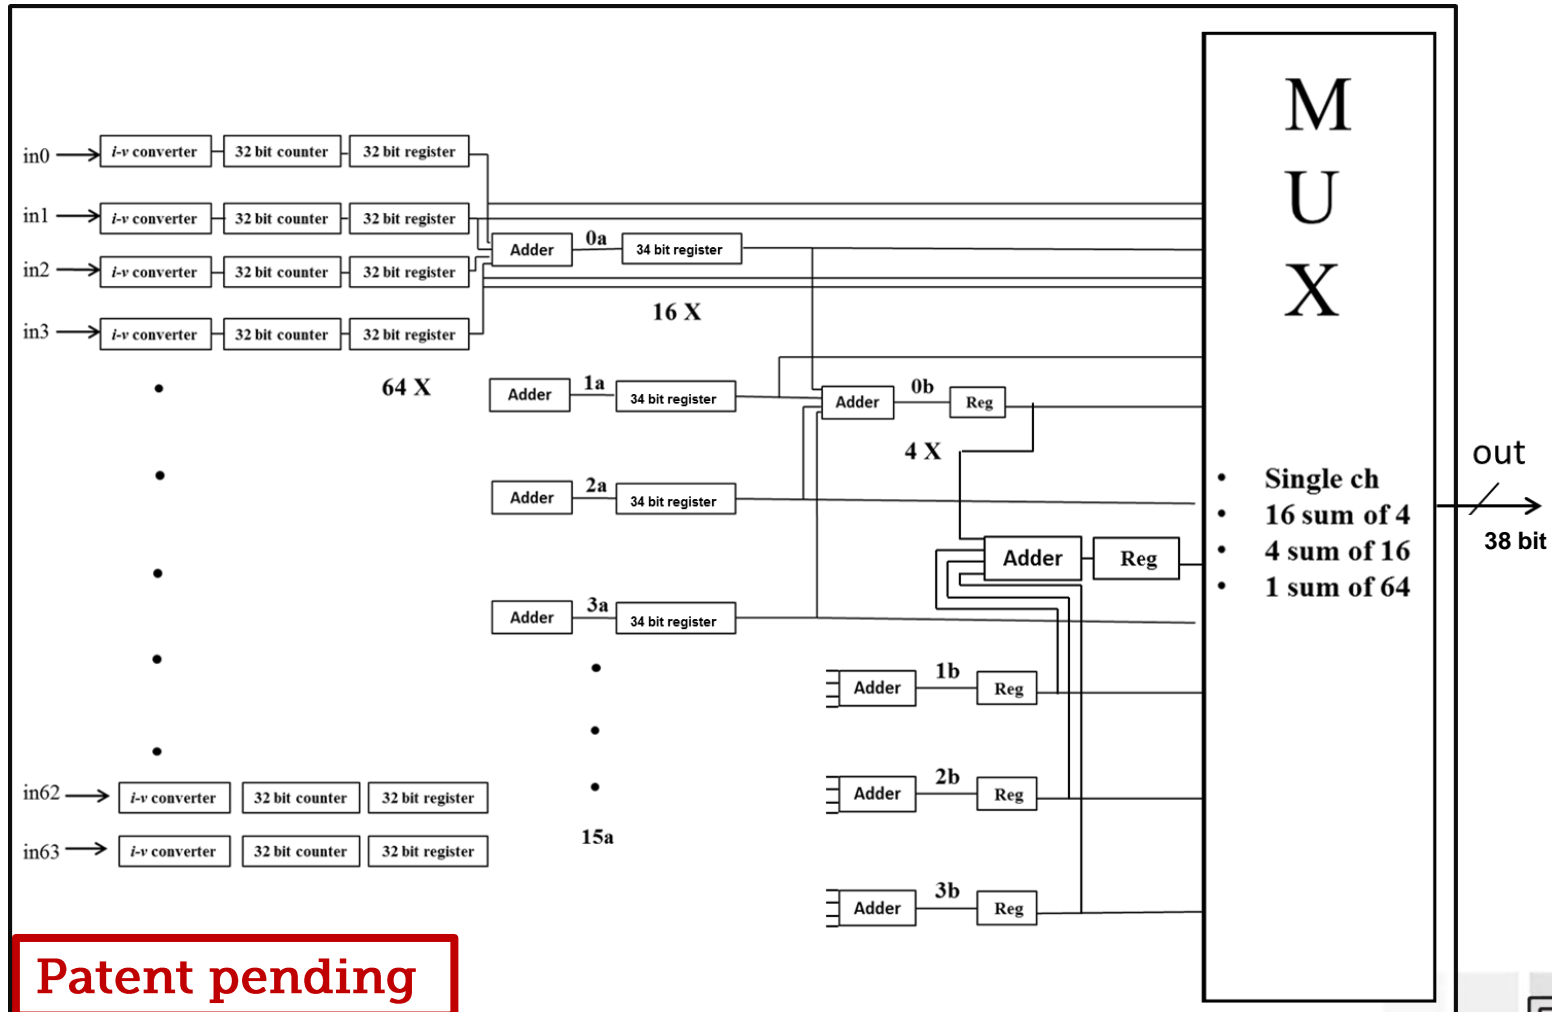 M
U
X
in0 i-v converter 32 bit counter 32 bit register
in1 i-v converter 32 bit counter 32 bit register
Adder 0a 34 bit register
in2 i-v converter 32 bit counter 32 bit register
16 X
in3 i-v converter 32 bit counter 32 bit register
64 X
Adder 1a 34 bit register
Adder 0b Reg
4 X
Adder 2a 34 bit register
Adder Reg
Adder 3a 34 bit register
• Single ch
• 16 sum of 4
• 4 sum of 16
• 1 sum of 64
out
38 bit
Adder 1b Reg
Adder 2b Reg
in62 i-v converter 32 bit counter 32 bit register
15a
in63 i-v converter 32 bit counter 32 bit register
Adder 3b Reg
Patent pending